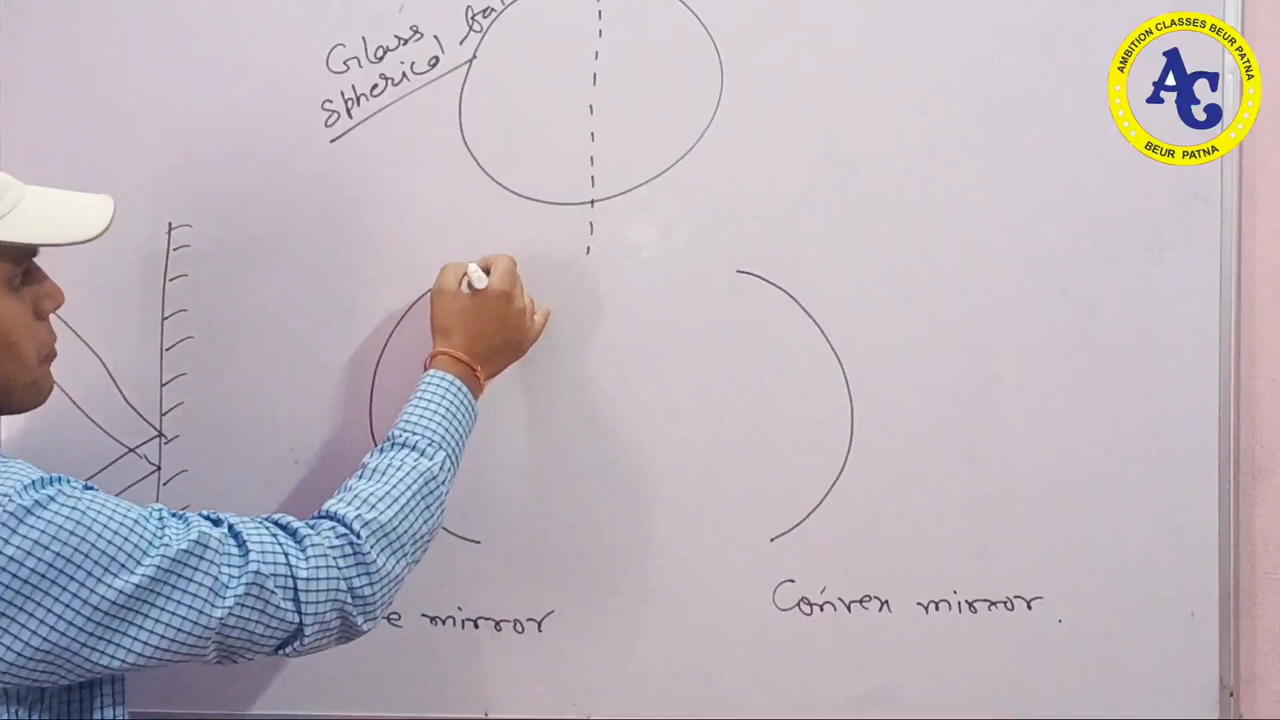 Glass
spherical
e mirror
Convex mirror.
AMBITION CLASSES BEUR PATNA
AC
BEUR PATNA